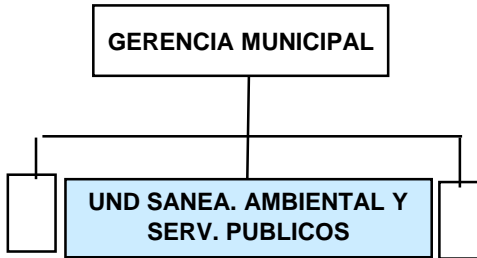 GERENCIA MUNICIPAL
UND SANEA. AMBIENTAL Y
SERV. PUBLICOS